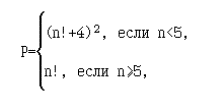 (n!+4)², если n<5,
P=
n!, если n⩾5,